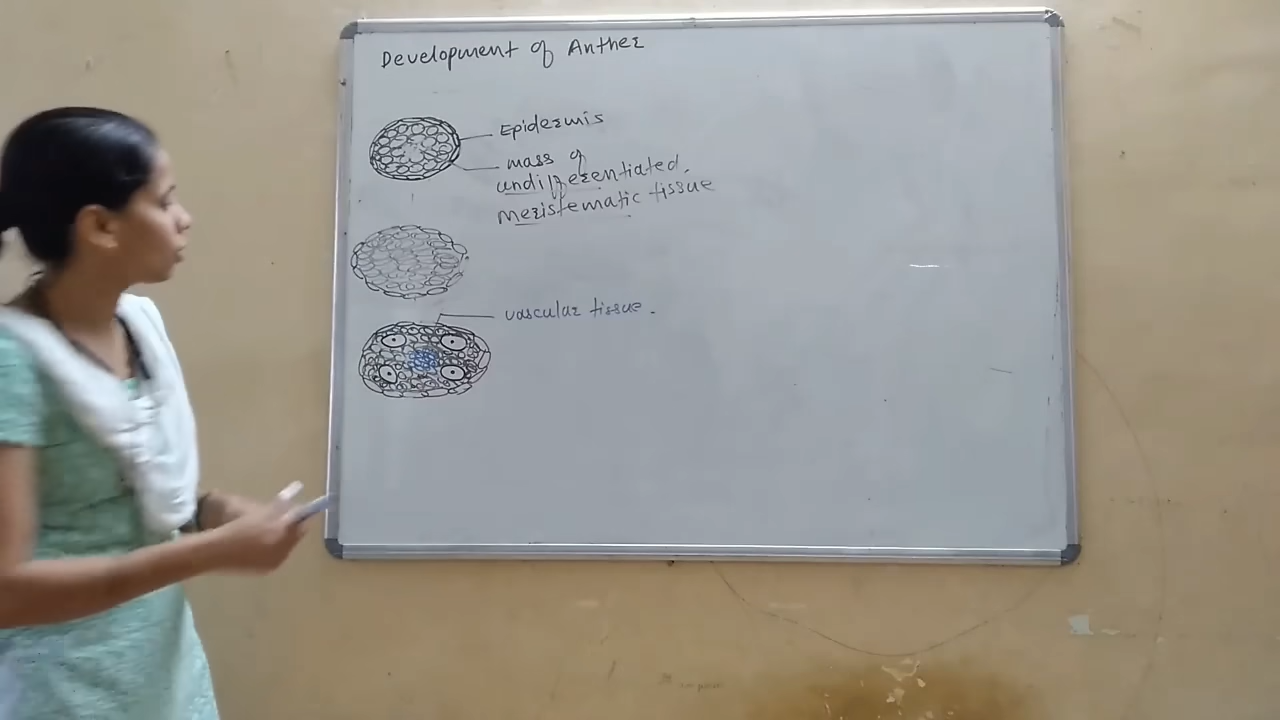 Development of Anther
Epidermis
mass of
undifferentiated,
meristematic tissue
vascular tissue.